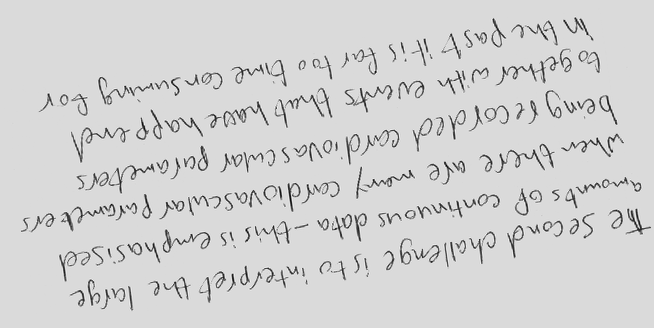 The second challenge is to interpret the large
amounts of continuous data - this is emphasised
when there are many cardiovascular parameters
being recorded cardiovascular parameters
together with events that have happened
in the past it is far too time consuming for